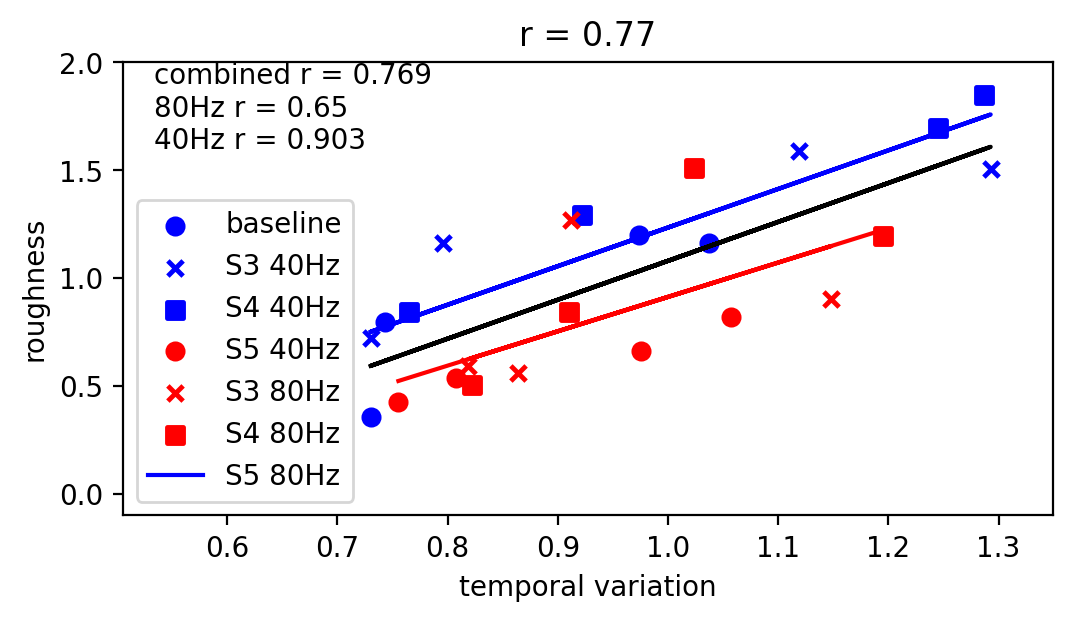 r = 0.77
combined r = 0.769
80Hz r = 0.65
40Hz r = 0.903
baseline
S3 40Hz
S4 40Hz
S5 40Hz
S3 80Hz
S4 80Hz
S5 80Hz
roughness
2.0
1.5
1.0
0.5
0.0
0.6 0.7 0.8 0.9 1.0 1.1 1.2 1.3
temporal variation